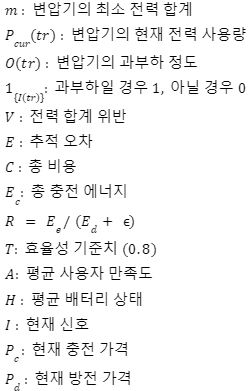 m: 변압기의 최소 전력 합계
P_cur(tr): 변압기의 현재 전력 사용량
O(tr): 변압기의 과부하 정도
1_{I(tr)}: 과부하일 경우 1, 아닐 경우 0
V: 전력 합계 위반
E: 추적 오차
C: 총 비용
E_c: 총 충전 에너지
R = E_e / (E_d + ϵ)
T: 효율성 기준치 (0.8)
A: 평균 사용자 만족도
H: 평균 배터리 상태
I: 현재 신호
P_c: 현재 충전 가격
P_d: 현재 방전 가격